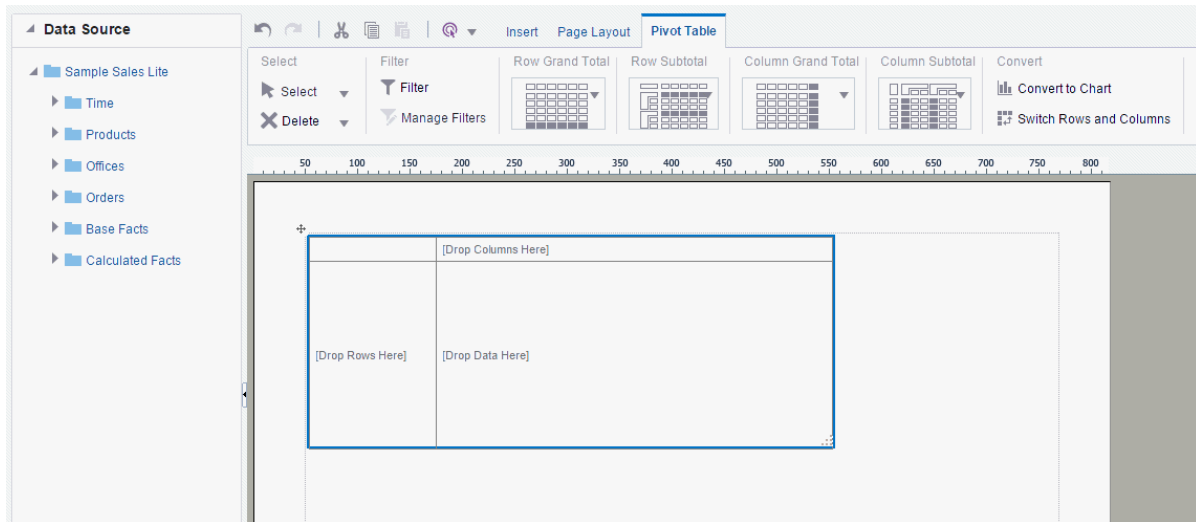 Data Source
Insert Page Layout Pivot Table
Select Filter Row Grand Total Row Subtotal Column Grand Total Column Subtotal Convert
Sample Sales Lite
Select Filter Convert to Chart
Time
Delete Manage Filters Switch Rows and Columns
Products
50 100 150 200 250 300 350 400 450 500 550 600 650 700 750 800
Offices
Orders
Base Facts
[Drop Columns Here]
Calculated Facts
[Drop Rows Here] [Drop Data Here]